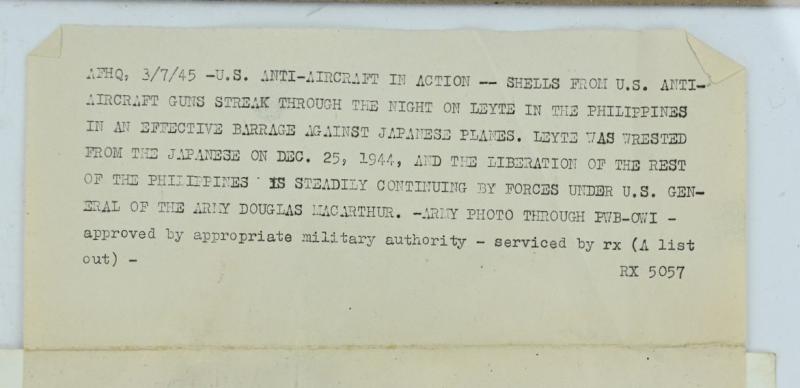 AFHQ, 3/7/45 -U.S. ANTI-AIRCRAFT IN ACTION -- SHELLS FROM U.S. ANTI-
AIRCRAFT GUNS STREAK THROUGH THE NIGHT ON LEYTE IN THE PHILIPPINES
IN AN EFFECTIVE BARRAGE AGAINST JAPANESE PLANES. LEYTE WAS WRESTED
FROM THE JAPANESE ON DEC. 25, 1944, AND THE LIBERATION OF THE REST
OF THE PHILIPPINES IS STEADILY CONTINUING BY FORCES UNDER U.S. GEN-
ERAL OF THE ARMY DOUGLAS MACARTHUR. -ARMY PHOTO THROUGH PWB-OWI -
approved by appropriate military authority - serviced by rx (A list
out) -
RX 5057